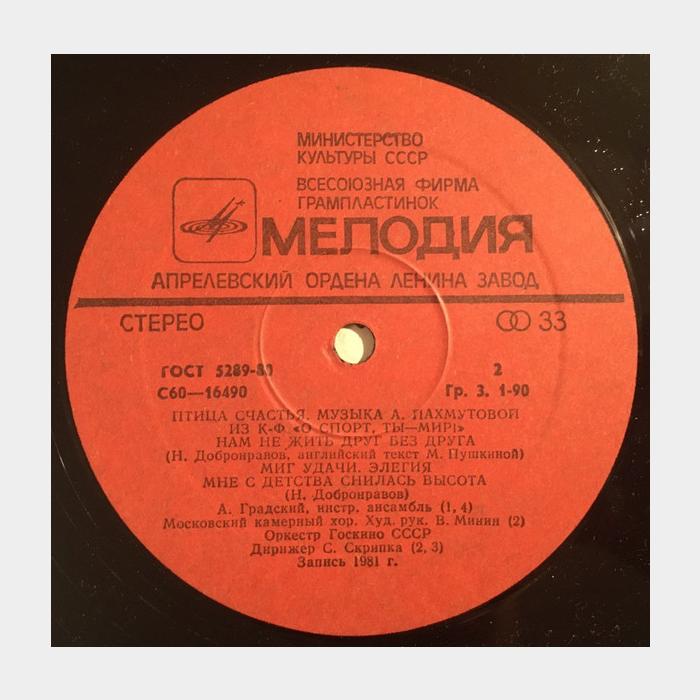 МИНИСТЕРСТВО
КУЛЬТУРЫ СССР
ВСЕСОЮЗНАЯ ФИРМА
ГРАМПЛАСТИНОК
МЕЛОДИЯ
АПРЕЛЕВСКИЙ ОРДЕНА ЛЕНИНА ЗАВОД
СТЕРЕО 33
ГОСТ 5289-80 2
С60—16490 Гр. 3. 1-90
ПТИЦА СЧАСТЬЯ. МУЗЫКА А. ПАХМУТОВОЙ
ИЗ К-Ф «О СПОРТ, ТЫ—МИР!»
НАМ НЕ ЖИТЬ ДРУГ БЕЗ ДРУГА
(Н. Добронравов, английский текст М. Пушкиной)
МИГ УДАЧИ. ЭЛЕГИЯ
МНЕ С ДЕТСТВА СНИЛАСЬ ВЫСОТА
(Н. Добронравов)
А. Градский, инстр. ансамбль (1, 4)
Московский камерный хор. Худ. рук. В. Минин (2)
Оркестр Госкино СССР
Дирижер С. Скрипка (2, 3)
Запись 1981 г.